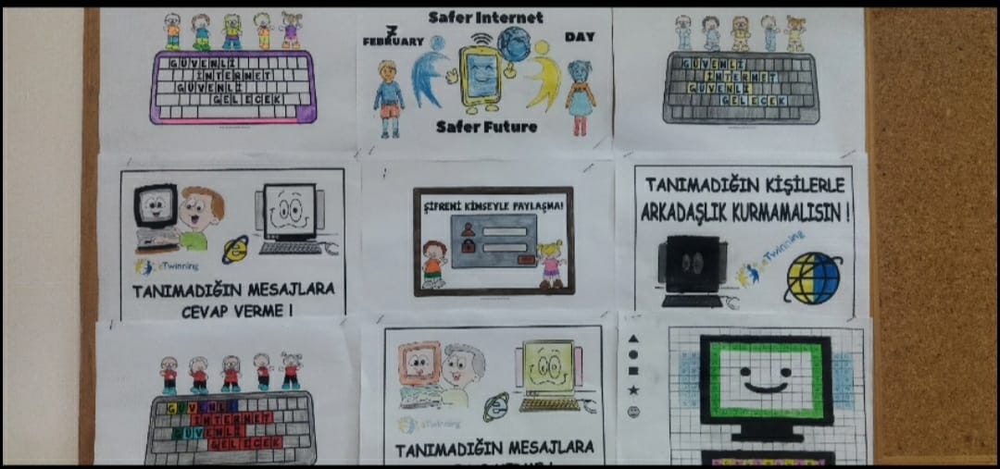 GÜVENLİ
İNTERNET
GÜVENLİ
GELECEK
Safer Internet
7
FEBRUARY
DAY
Safer Future
GÜVENLİ
İNTERNET
GÜVENLİ
GELECEK
eTwinning
TANIMADIĞIN MESAJLARA
CEVAP VERME !
ŞİFRENİ KİMSEYLE PAYLAŞMA!
TANIMADIĞIN KİŞİLERLE
ARKADAŞLIK KURMAMALISIN !
eTwinning
GÜVENLİ
İNTERNET
GÜVENLİ
GELECEK
eTwinning
TANIMADIĞIN MESAJLARA